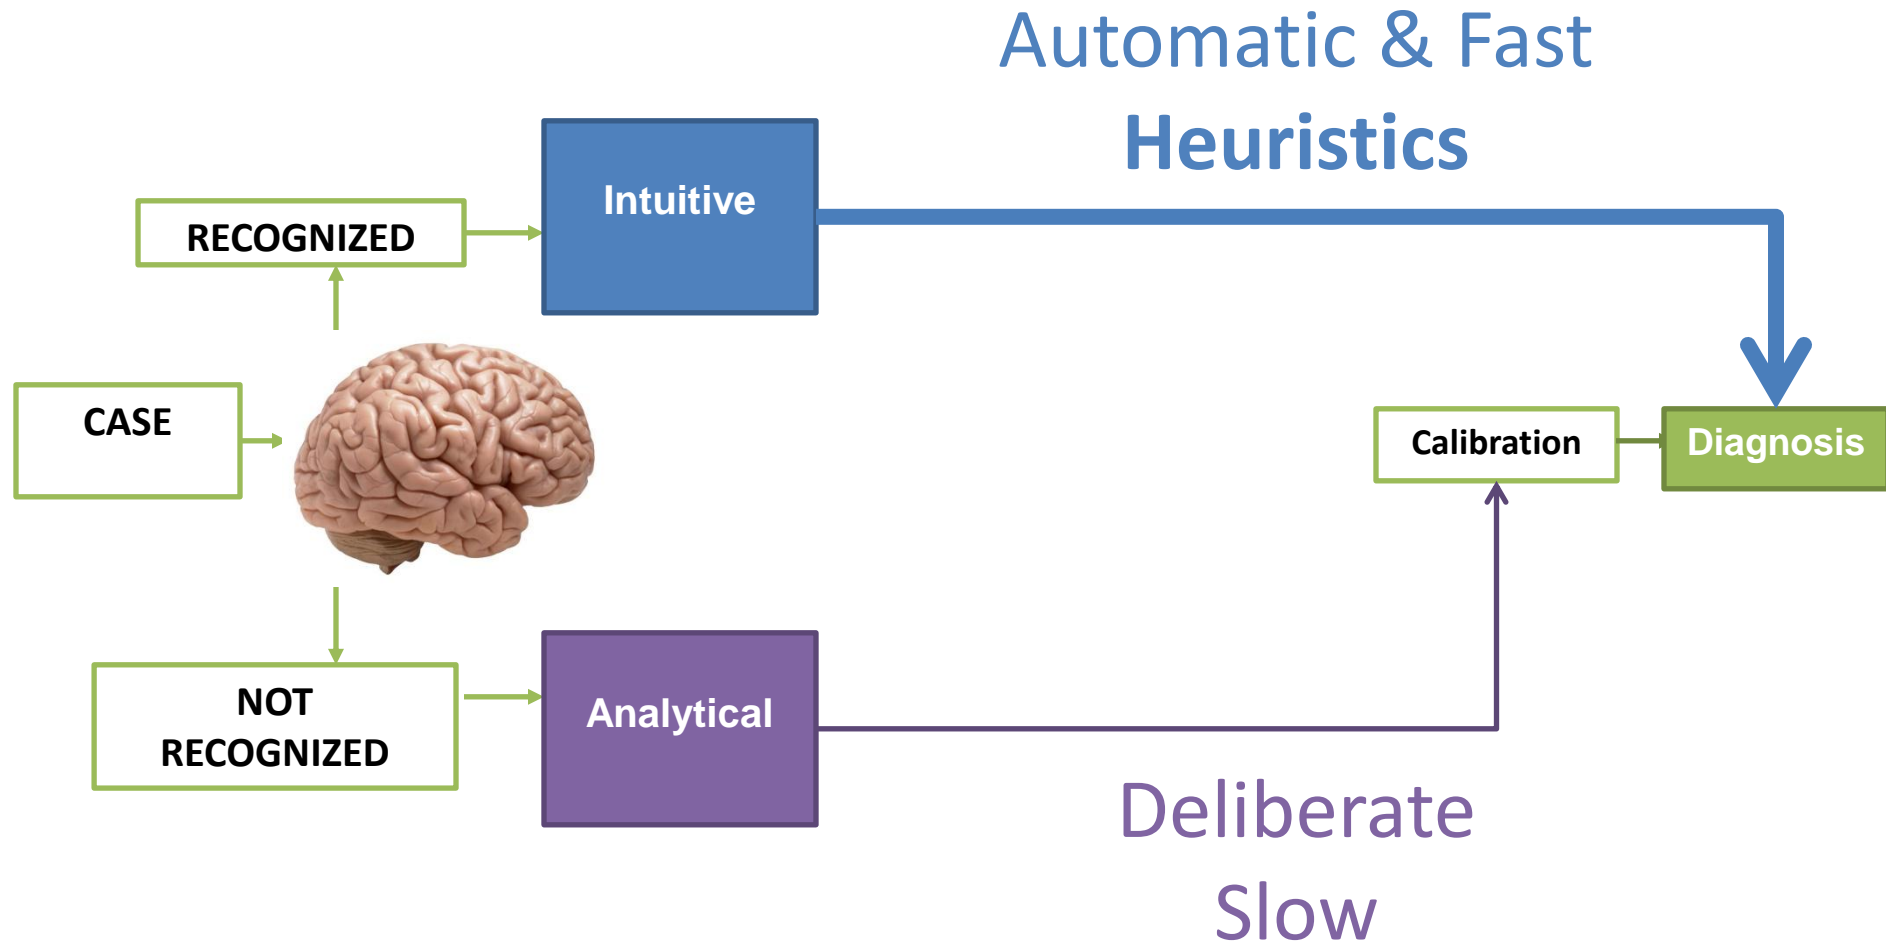 Automatic & Fast
Heuristics
Intuitive
RECOGNIZED
CASE
Calibration
Diagnosis
NOT
RECOGNIZED
Analytical
Deliberate
Slow